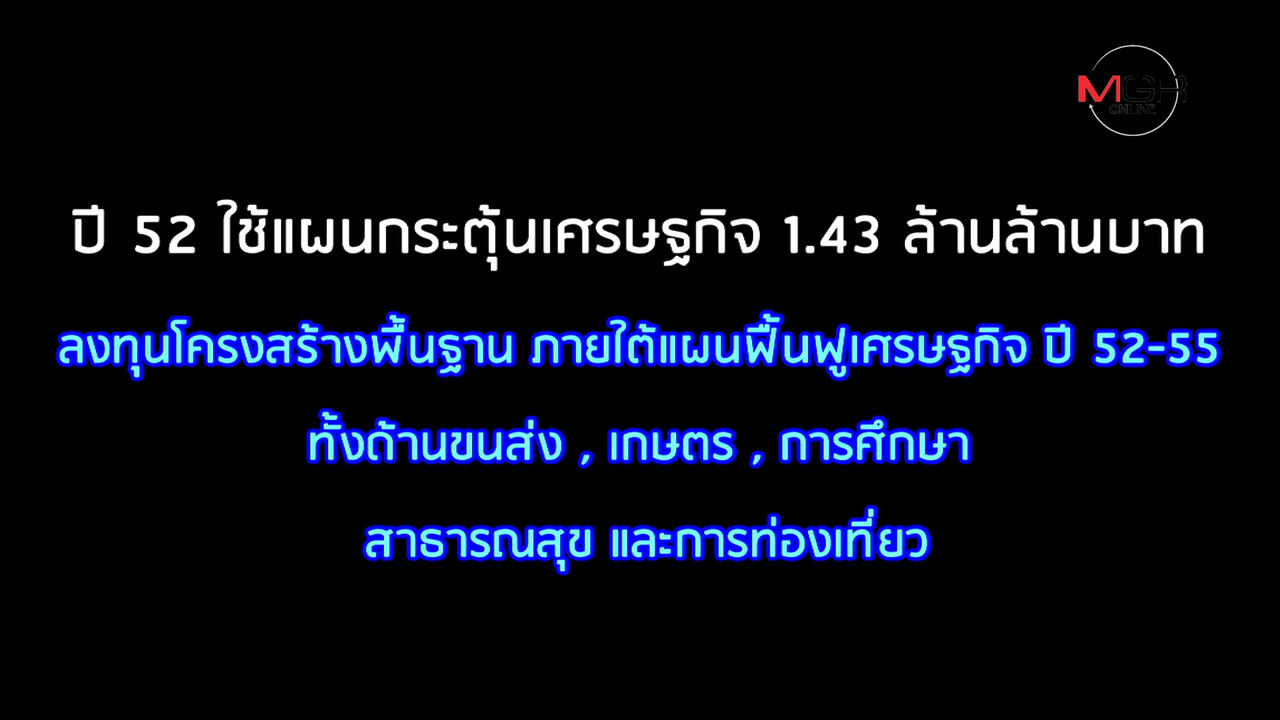 MGR
ONLINE
ปี 52 ใช้แผนกระตุ้นเศรษฐกิจ 1.43 ล้านล้านบาท
ลงทุนโครงสร้างพื้นฐาน ภายใต้แผนฟื้นฟูเศรษฐกิจ ปี 52-55
ทั้งด้านขนส่ง , เกษตร , การศึกษา
สาธารณสุข และการท่องเที่ยว